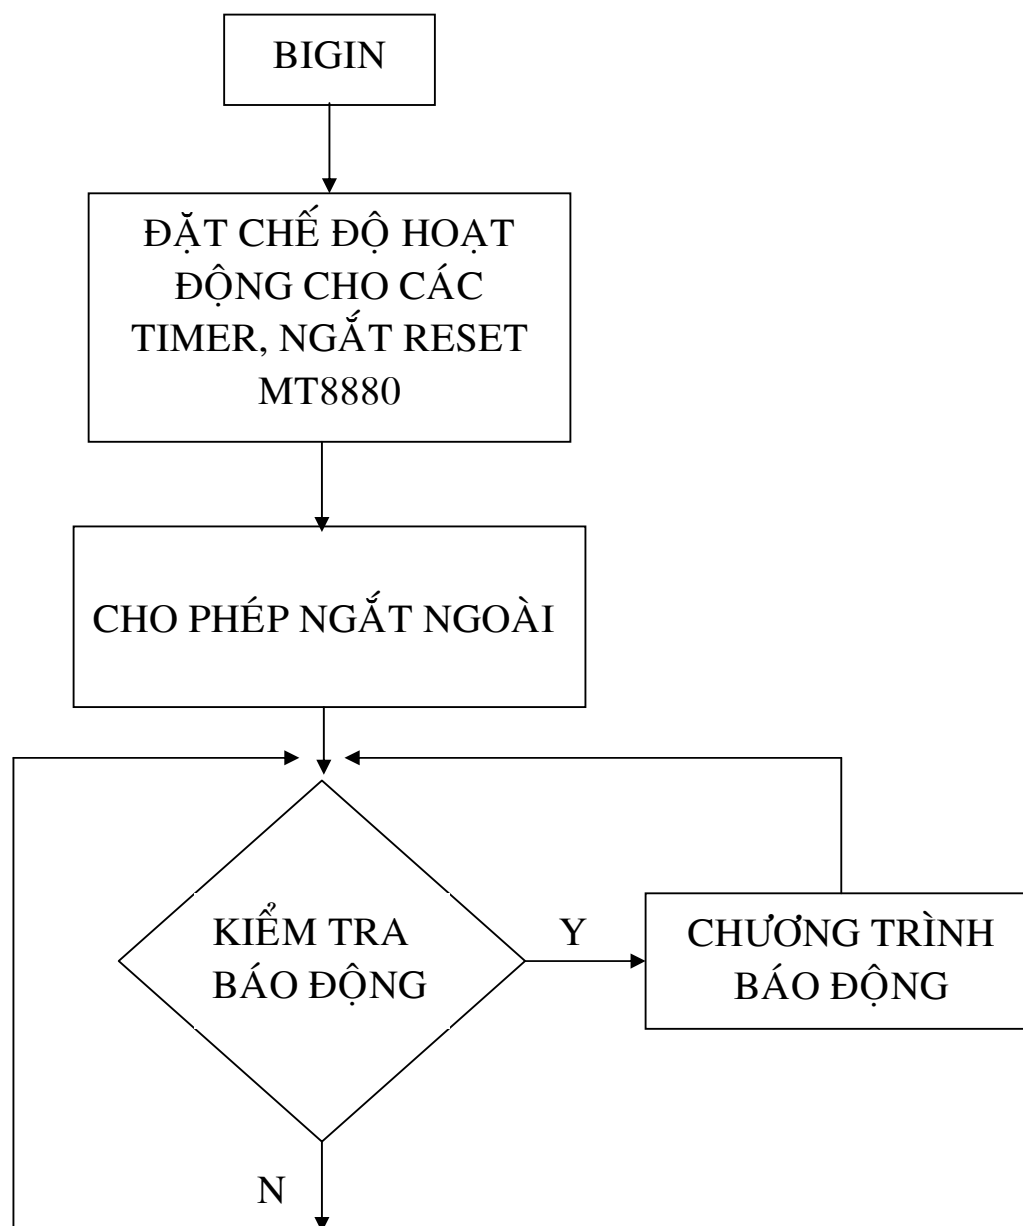 BIGIN
ĐẶT CHẾ ĐỘ HOẠT
ĐỘNG CHO CÁC
TIMER, NGẮT RESET
MT8880
CHO PHÉP NGẮT NGOÀI
KIỂM TRA
BÁO ĐỘNG
Y
CHƯƠNG TRÌNH
BÁO ĐỘNG
N